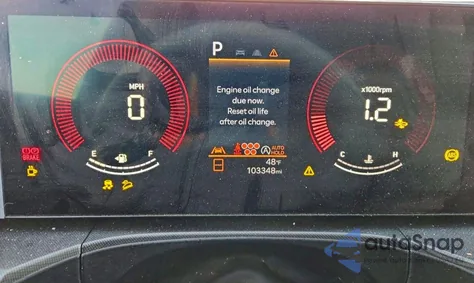 P
MPH
0
Engine oil change
due now.
Reset oil life
after oil change.
x1000rpm
1.2
E F
C H
BRAKE
AUTO
HOLD
48°F
103348mi
autoSnap